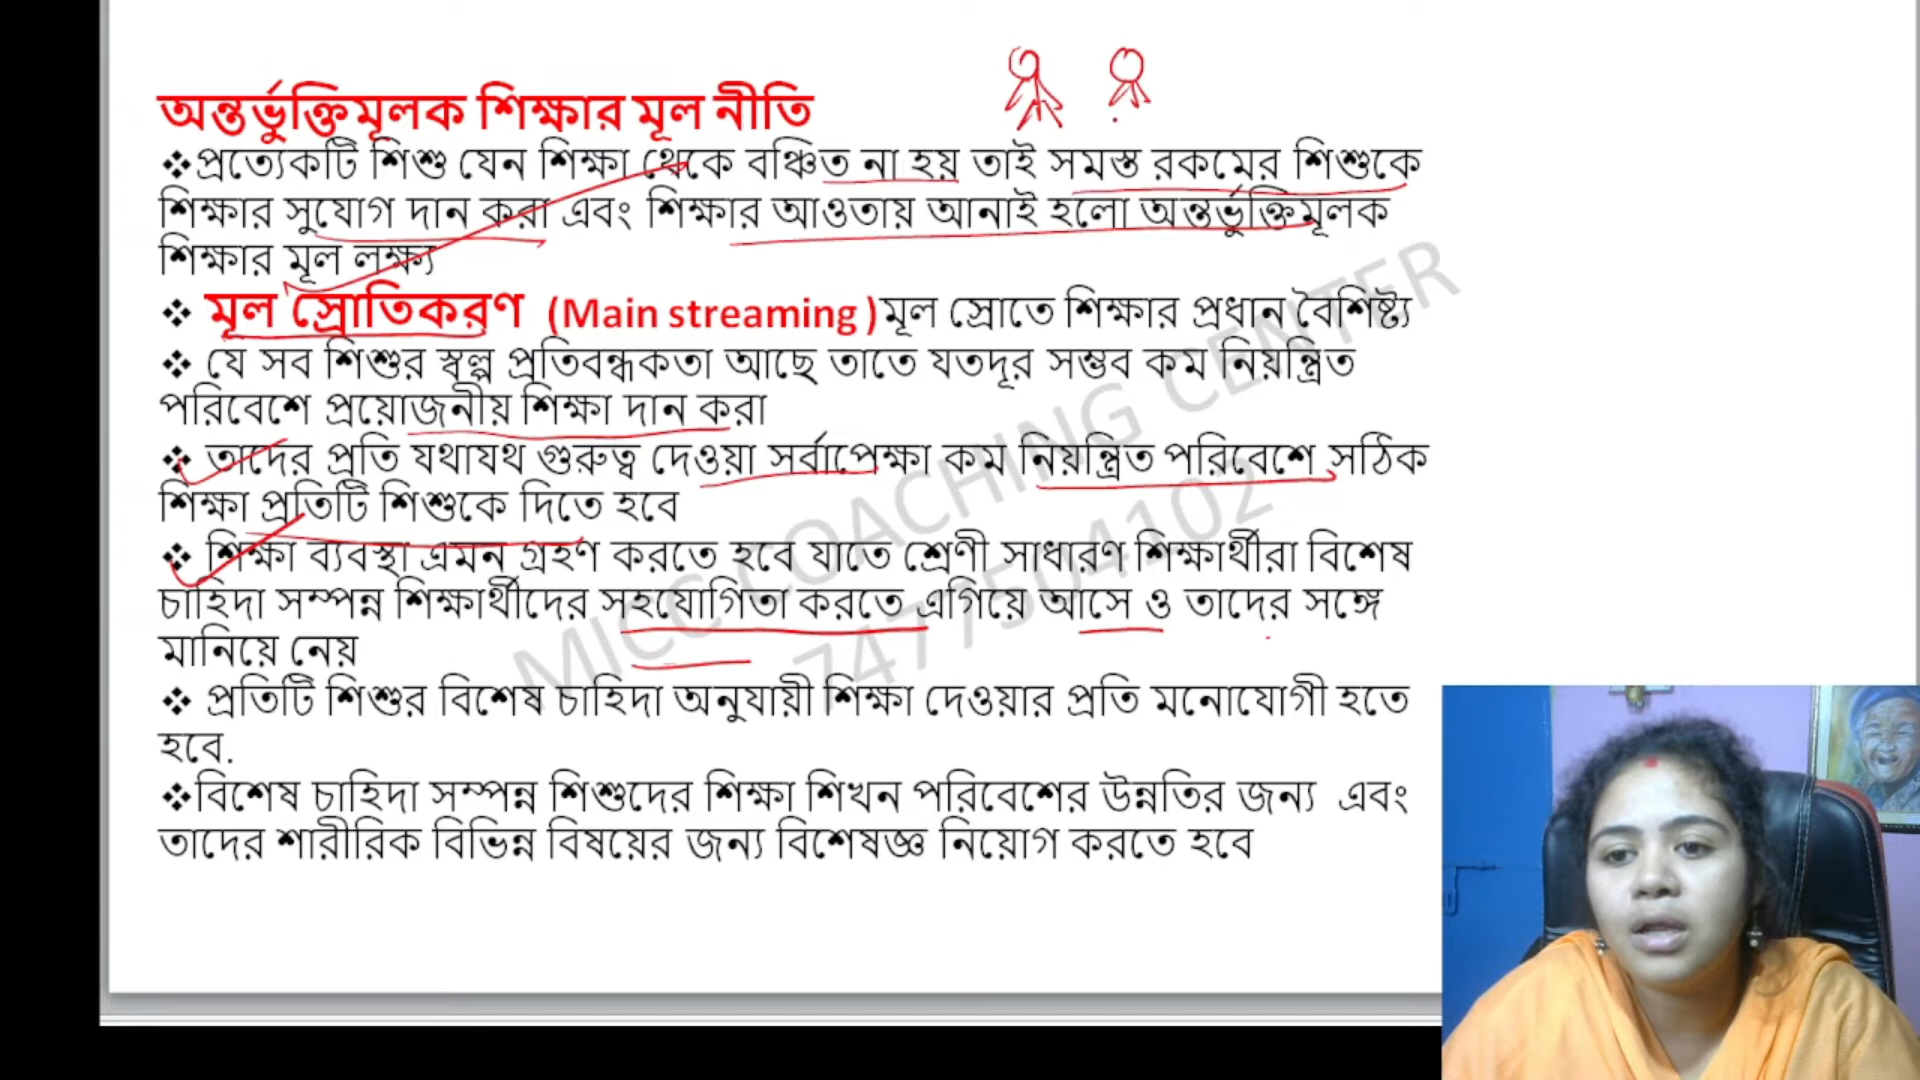 অন্তর্ভুক্তিমূলক শিক্ষার মূল নীতি
❖প্রত্যেকটি শিশু যেন শিক্ষা থেকে বঞ্চিত না হয় তাই সমস্ত রকমের শিশুকে
শিক্ষার সুযোগ দান করা এবং শিক্ষার আওতায় আনাই হলো অন্তর্ভুক্তিমূলক
শিক্ষার মূল লক্ষ্য
❖ মূল স্রোতিকরণ (Main streaming )মূল স্রোতে শিক্ষার প্রধান বৈশিষ্ট্য
❖ যে সব শিশুর স্বল্প প্রতিবন্ধকতা আছে তাতে যতদূর সম্ভব কম নিয়ন্ত্রিত
পরিবেশে প্রয়োজনীয় শিক্ষা দান করা
❖ তাদের প্রতি যথাযথ গুরুত্ব দেওয়া সর্বাপেক্ষা কম নিয়ন্ত্রিত পরিবেশে সঠিক
শিক্ষা প্রতিটি শিশুকে দিতে হবে
❖ শিক্ষা ব্যবস্থা এমন গ্রহণ করতে হবে যাতে শ্রেণী সাধারণ শিক্ষার্থীরা বিশেষ
চাহিদা সম্পন্ন শিক্ষার্থীদের সহযোগিতা করতে এগিয়ে আসে ও তাদের সঙ্গে
মানিয়ে নেয়
❖ প্রতিটি শিশুর বিশেষ চাহিদা অনুযায়ী শিক্ষা দেওয়ার প্রতি মনোযোগী হতে
হবে.
❖বিশেষ চাহিদা সম্পন্ন শিশুদের শিক্ষা শিখন পরিবেশের উন্নতির জন্য এবং
তাদের শারীরিক বিভিন্ন বিষয়ের জন্য বিশেষজ্ঞ নিয়োগ করতে হবে
MICC COACHING CENTER
7477504102